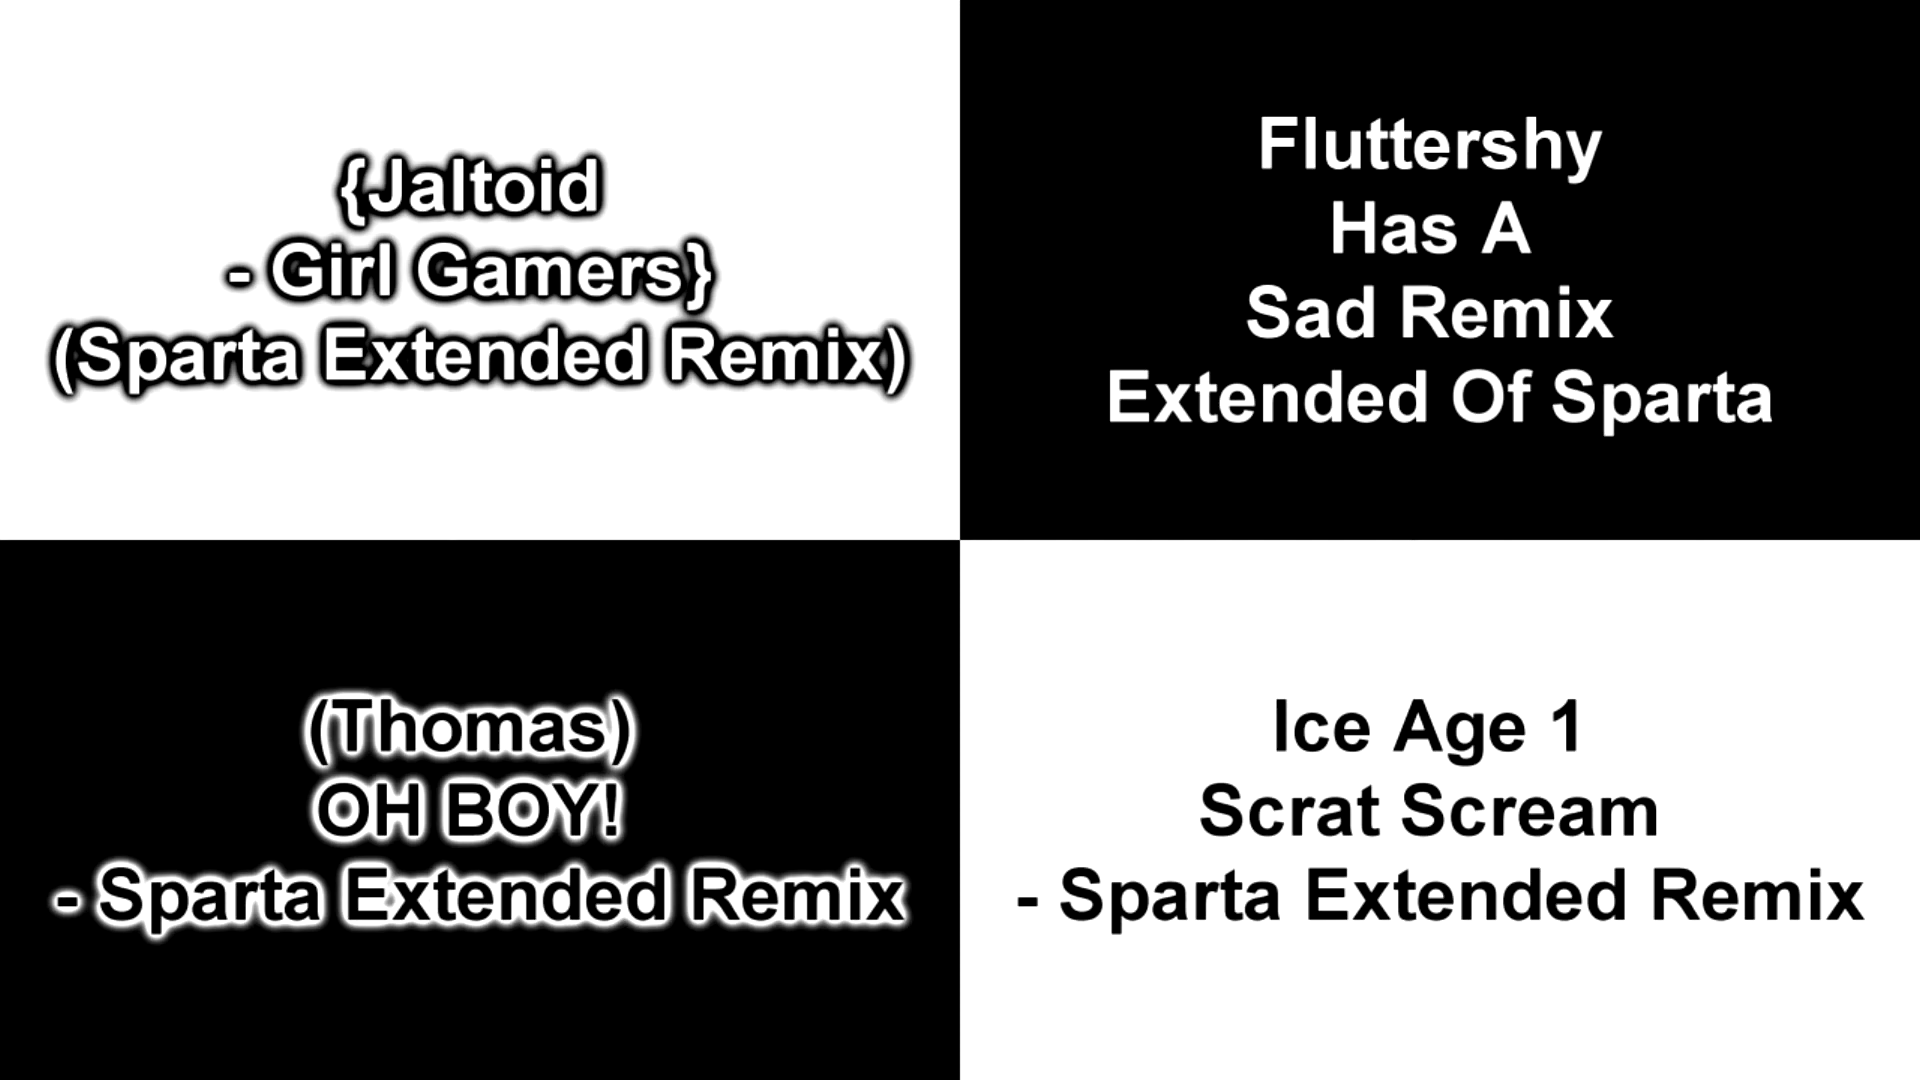 {Jaltoid
- Girl Gamers}
(Sparta Extended Remix)
Fluttershy
Has A
Sad Remix
Extended Of Sparta
(Thomas)
OH BOY!
- Sparta Extended Remix
Ice Age 1
Scrat Scream
- Sparta Extended Remix